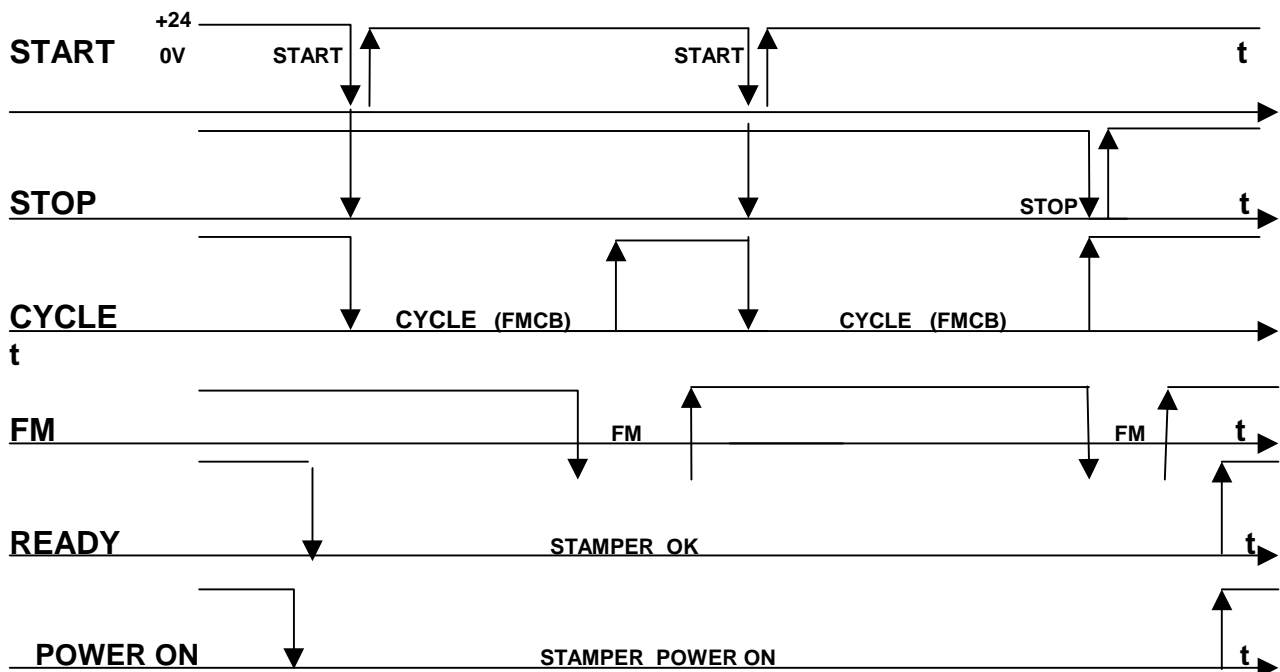 +24
START 0V START START t
STOP STOP t
CYCLE CYCLE (FMCB) CYCLE (FMCB)
t
FM FM FM t
READY STAMPER OK t
POWER ON STAMPER POWER ON t